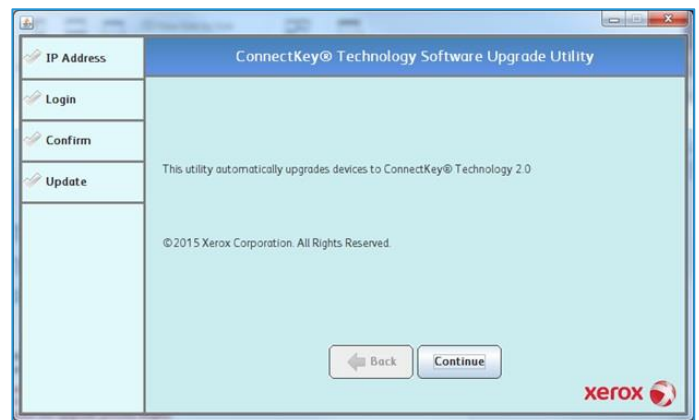 IP Address
ConnectKey® Technology Software Upgrade Utility
Login
Confirm
Update
This utility automatically upgrades devices to ConnectKey® Technology 2.0
©2015 Xerox Corporation. All Rights Reserved.
Back
Continue
xerox